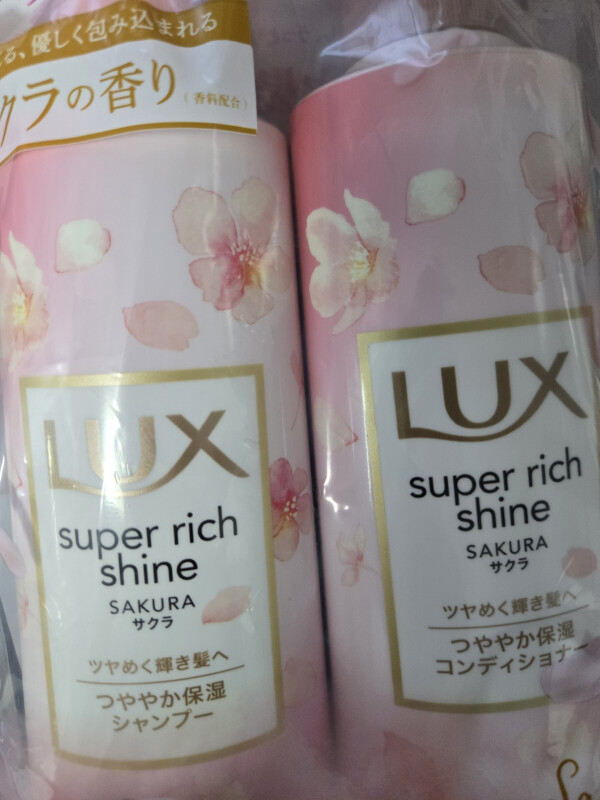 優しく包み込まれる
クラの香り
(香料配合)
LUX
super rich
shine
SAKURA
サクラ
ツヤめく輝き髪へ
つややか保湿
シャンプー
LUX
super rich
shine
SAKURA
サクラ
ツヤめく輝き髪へ
つややか保湿
コンディショナー